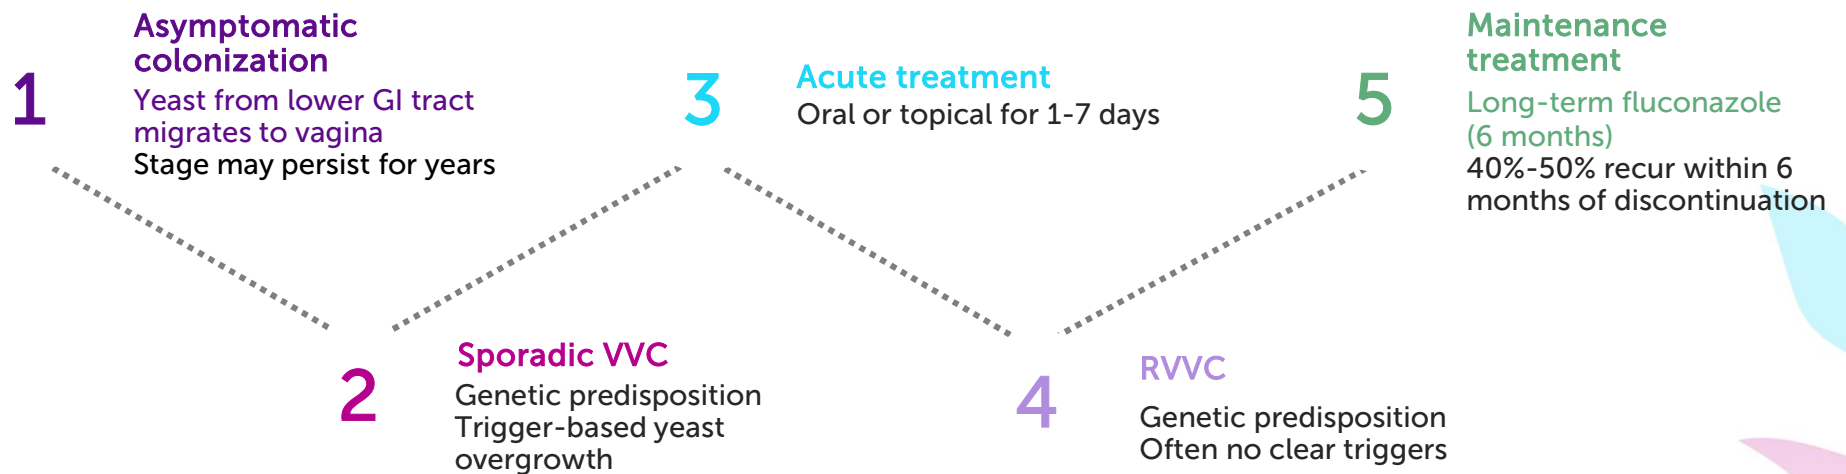 1
Asymptomatic
colonization
Yeast from lower GI tract
migrates to vagina
Stage may persist for years
2
Sporadic VVC
Genetic predisposition
Trigger-based yeast
overgrowth
3
Acute treatment
Oral or topical for 1-7 days
4
RVVC
Genetic predisposition
Often no clear triggers
5
Maintenance
treatment
Long-term fluconazole
(6 months)
40%-50% recur within 6
months of discontinuation